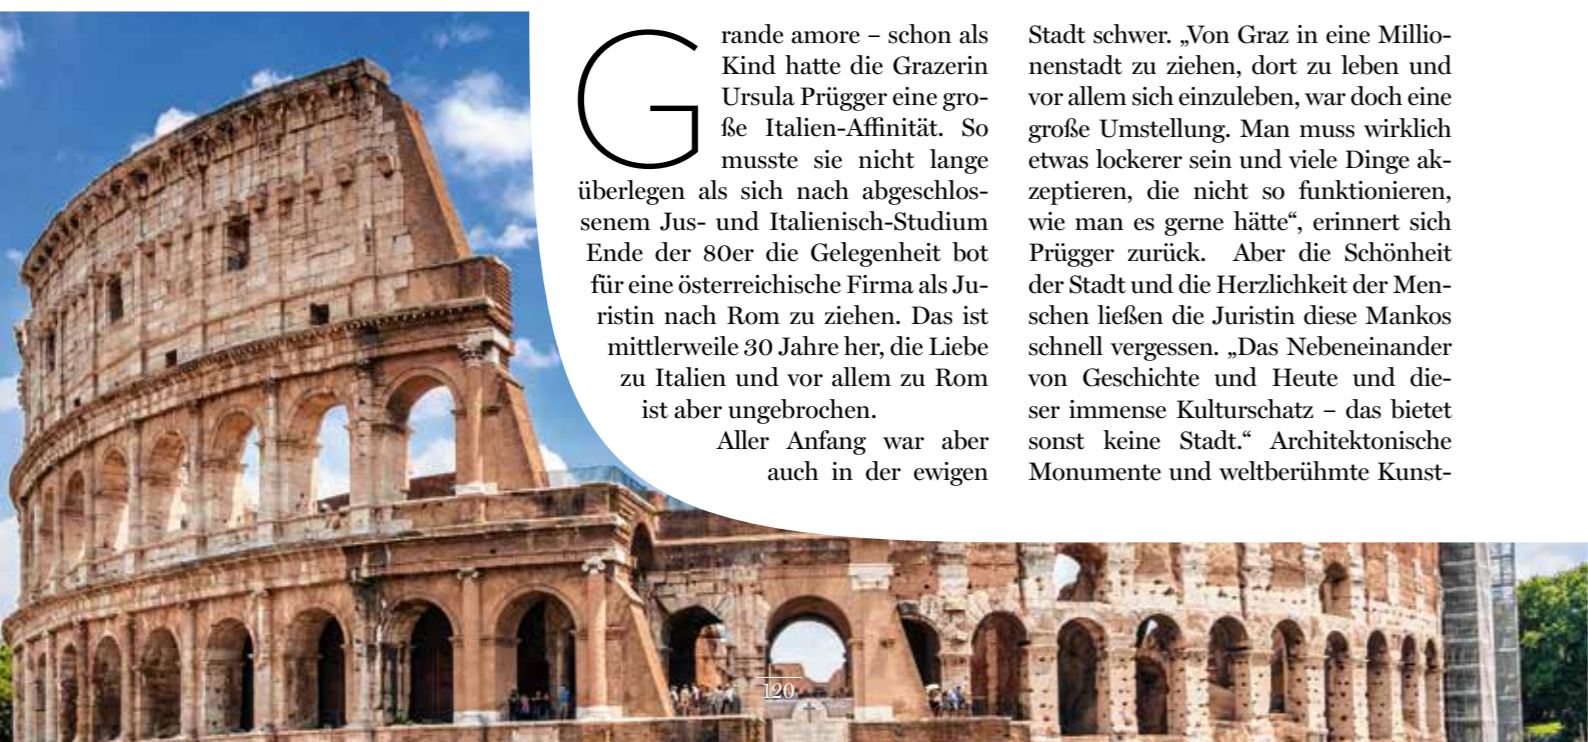 Grande amore – schon als
Kind hatte die Grazerin
Ursula Prügger eine gro-
ße Italien-Affinität. So
musste sie nicht lange
überlegen als sich nach abgeschlos-
senem Jus- und Italienisch-Studium
Ende der 80er die Gelegenheit bot
für eine österreichische Firma als Ju-
ristin nach Rom zu ziehen. Das ist
mittlerweile 30 Jahre her, die Liebe
zu Italien und vor allem zu Rom
ist aber ungebrochen.
Aller Anfang war aber
auch in der ewigen
Stadt schwer. „Von Graz in eine Millio-
nenstadt zu ziehen, dort zu leben und
vor allem sich einzuleben, war doch eine
große Umstellung. Man muss wirklich
etwas lockerer sein und viele Dinge ak-
zeptieren, die nicht so funktionieren,
wie man es gerne hätte“, erinnert sich
Prügger zurück. Aber die Schönheit
der Stadt und die Herzlichkeit der Men-
schen ließen die Juristin diese Mankos
schnell vergessen. „Das Nebeneinander
von Geschichte und Heute und die-
ser immense Kulturschatz – das bietet
sonst keine Stadt.“ Architektonische
Monumente und weltberühmte Kunst-
120